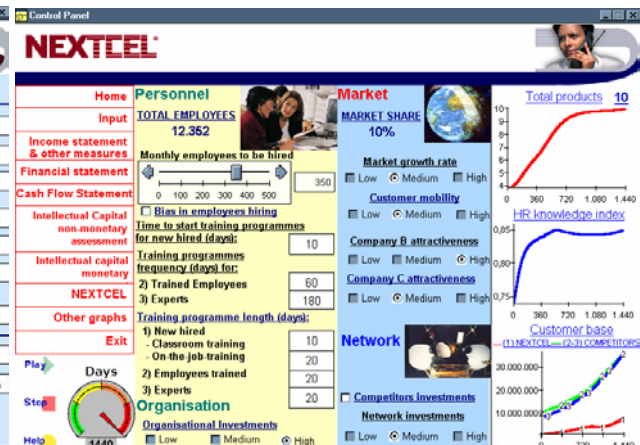 Control Panel
NEXTCEL
Home
Input
Income statement
& other measures
Financial statement
Cash Flow Statement
Intellectual Capital
non-monetary
assessment
Intellectual capital
monetary
NEXTCEL
Other graphs
Exit
Play
Stop
Help
Days
1440
Personnel
TOTAL EMPLOYEES
12.352
Monthly employees to be hired
0 100 200 300 400 500
350
Bias in employees hiring
Time to start training programmes
for new hired (days):
10
Training programmes
frequency (days) for:
2) Trained Employees
60
3) Experts
180
Training programme length (days):
1) New hired
- Classroom training
10
- On-the-job-training
20
2) Employees trained
20
3) Experts
20
Organisation
Organisational Investments
Low Medium High
Market
MARKET SHARE
10%
Market growth rate
Low Medium High
Customer mobility
Low Medium High
Company B attractiveness
Low Medium High
Company C attractiveness
Low Medium High
Network
Competitors investments
Network investments
Low Medium High
Total products 10
10
9
8
7
6
5
4
0 360 720 1.080 1.440
HR knowledge index
0,85
0,75
0 360 720 1.080 1.440
Customer base
(1) NEXTCEL (2-3) COMPETITORS
30.000.000
20.000.000
10.000.000
0 720 1.440